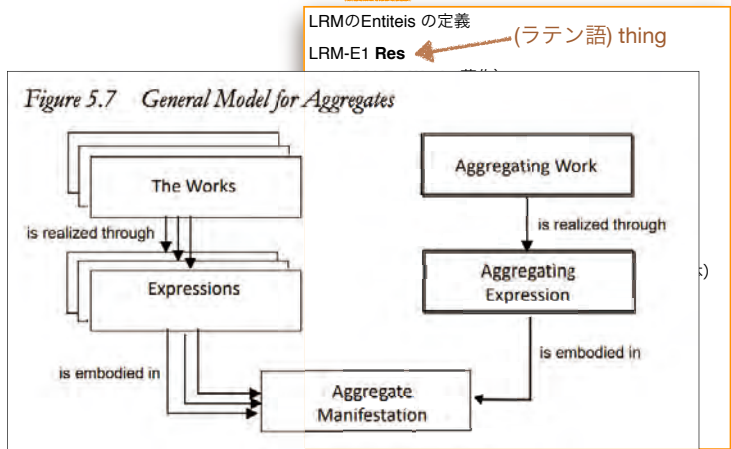 LRMのEntiteis の定義
LRM-E1 Res
(ラテン語) thing
Figure 5.7 General Model for Aggregates
The Works
Aggregating Work
is realized through
is realized through
Expressions
Aggregating
Expression
is embodied in
is embodied in
Aggregate
Manifestation